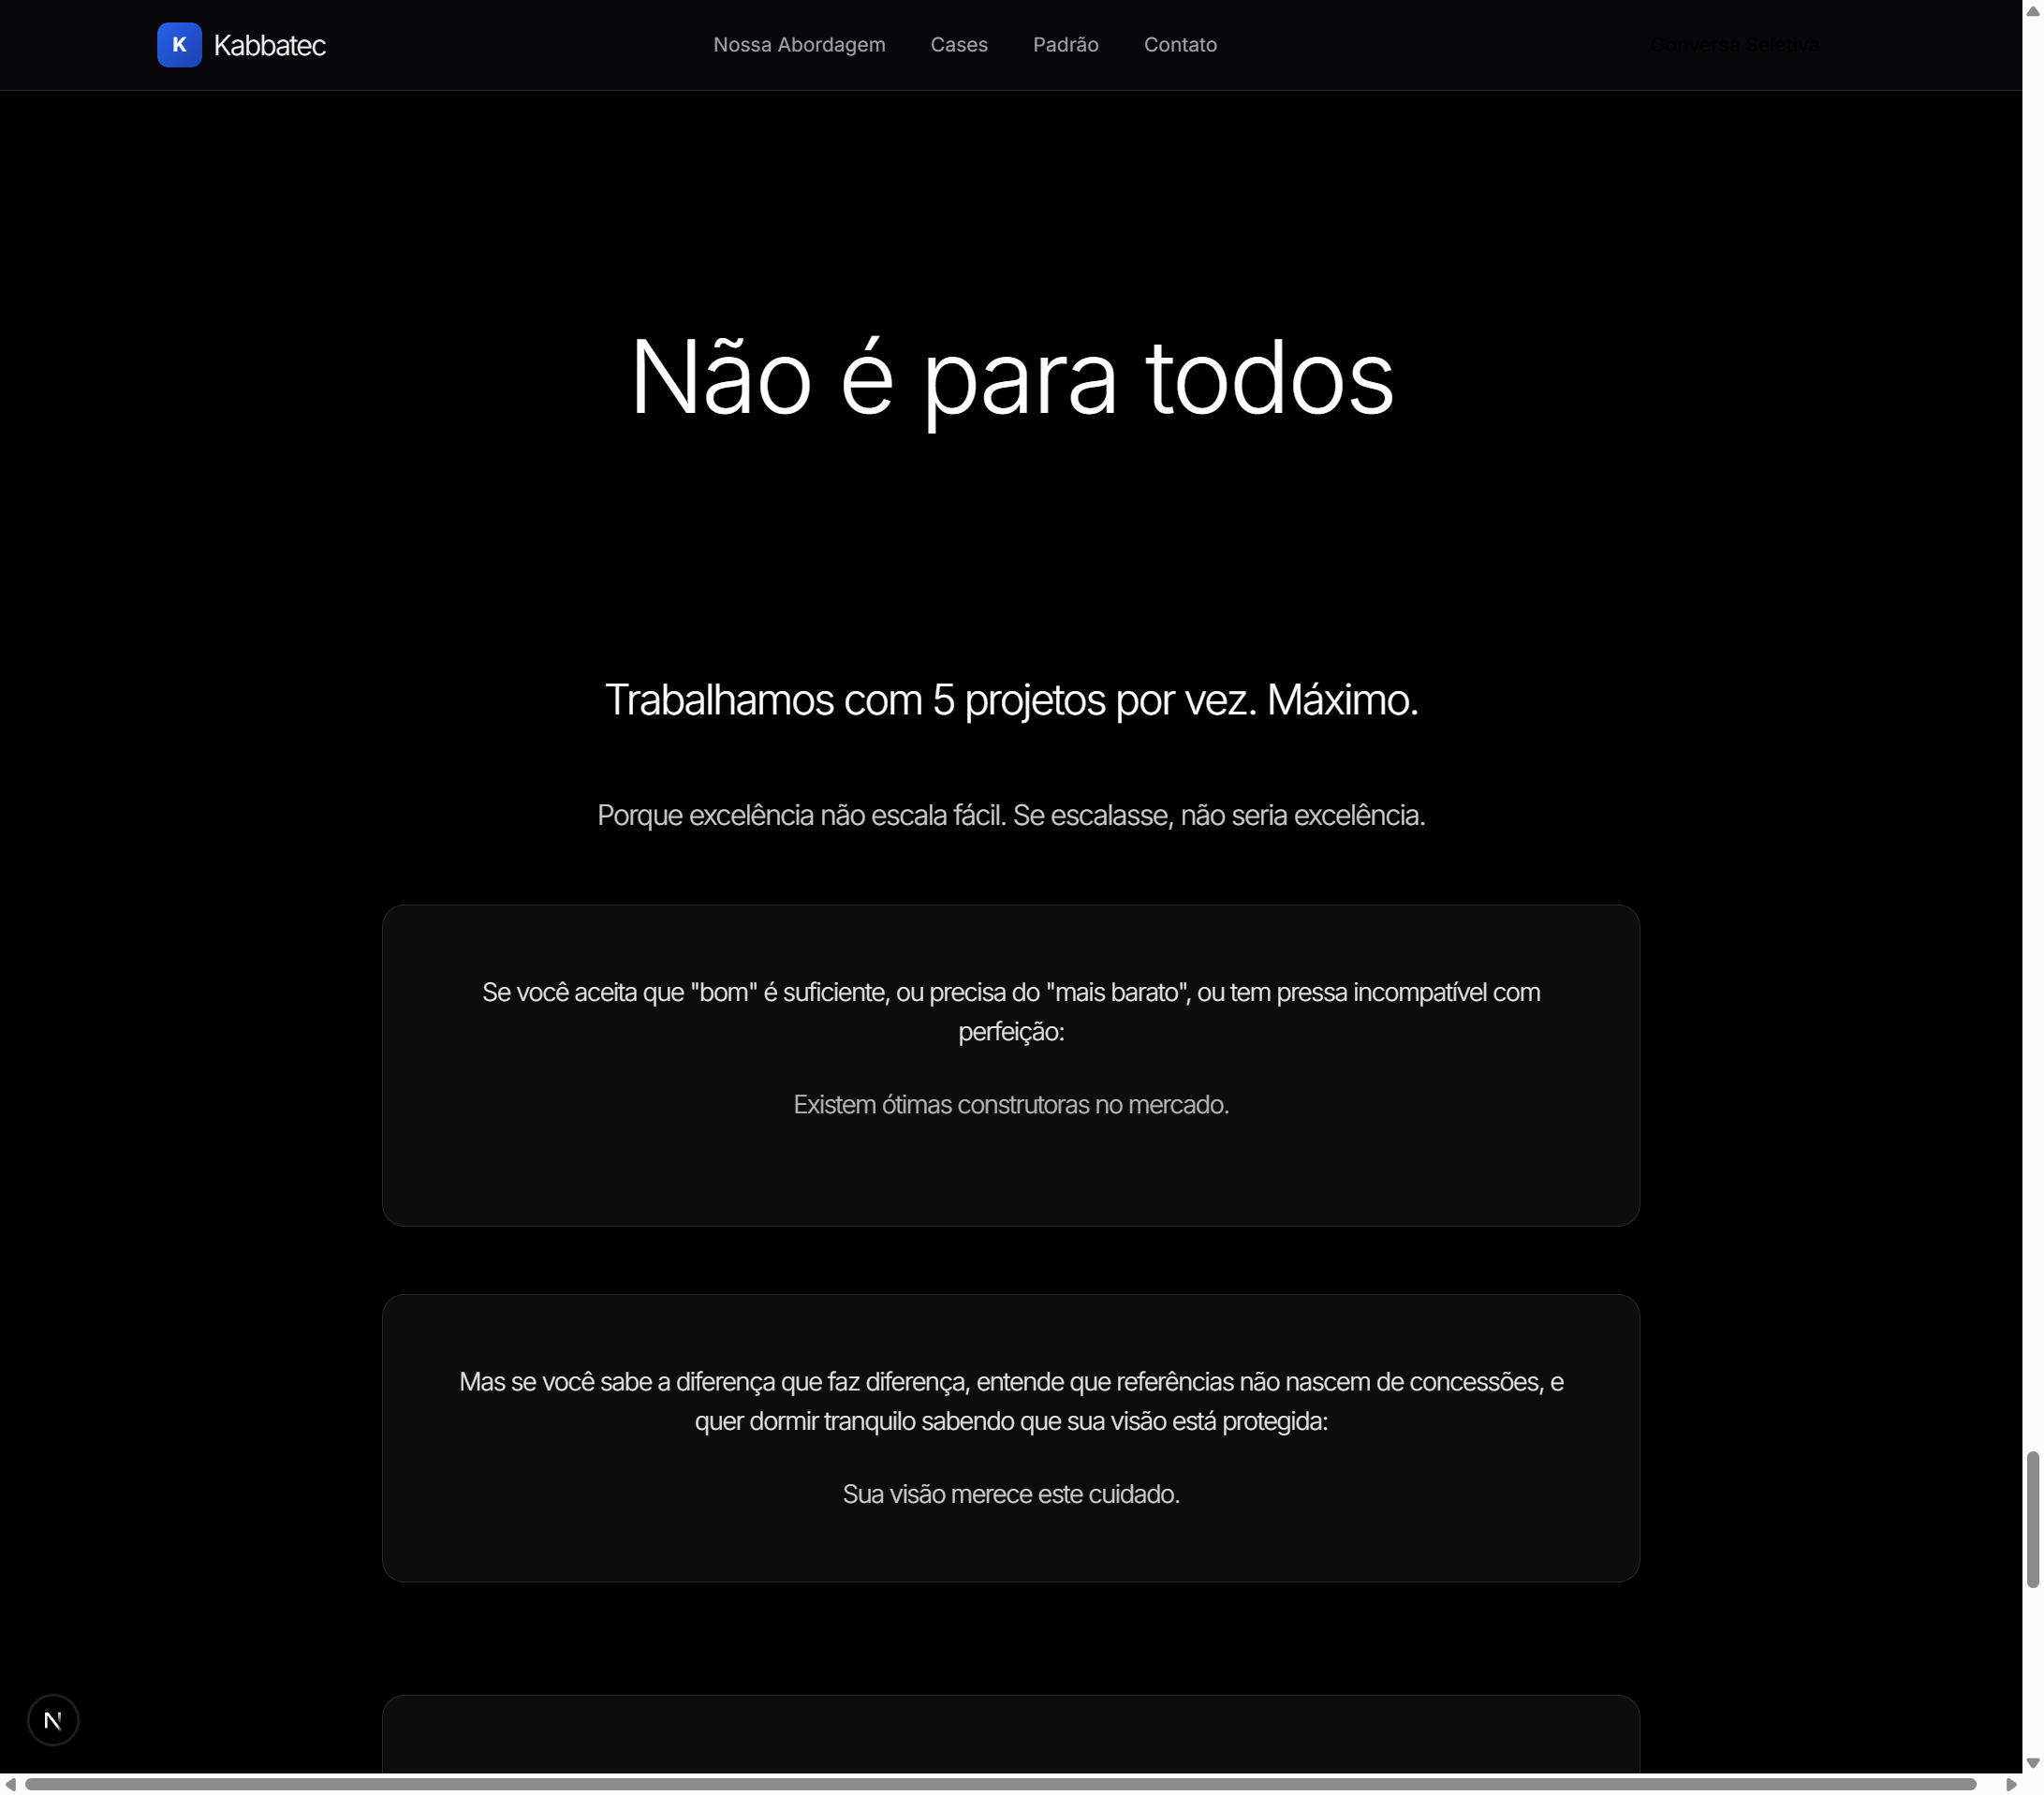 K Kabbatec
Nossa Abordagem Cases Padrão Contato
Conversa Seletiva
Não é para todos
Trabalhamos com 5 projetos por vez. Máximo.
Porque excelência não escala fácil. Se escalasse, não seria excelência.
Se você aceita que "bom" é suficiente, ou precisa do "mais barato", ou tem pressa incompatível com
perfeição:
Existem ótimas construtoras no mercado.
Mas se você sabe a diferença que faz diferença, entende que referências não nascem de concessões, e
quer dormir tranquilo sabendo que sua visão está protegida:
Sua visão merece este cuidado.
N